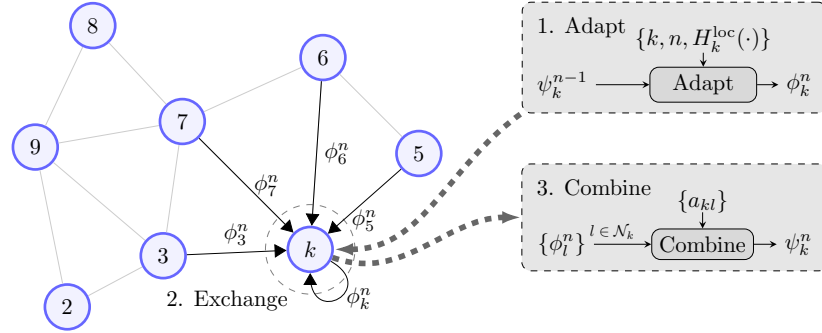 8
6
7
9
5
3
2
k
ϕ_7^n
ϕ_6^n
ϕ_5^n
ϕ_3^n
ϕ_k^n
2. Exchange
1. Adapt
{k, n, H_k^loc(·)}
ψ_k^{n−1} Adapt ϕ_k^n
3. Combine
{a_kl}
{ϕ_l^n} l ∈ 𝒩_k Combine ψ_k^n